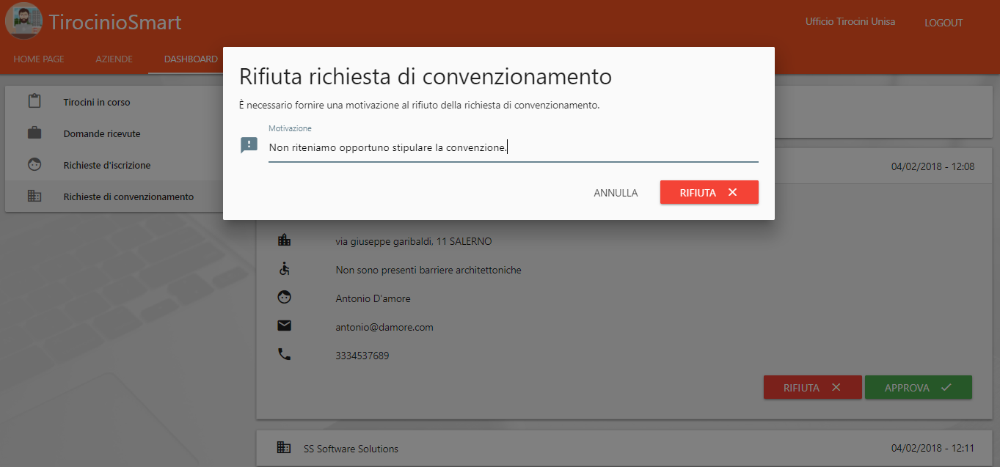 TirocinioSmart
Ufficio Tirocini Unisa
LOGOUT
HOME PAGE
AZIENDE
DASHBOARD
Rifiuta richiesta di convenzionamento
È necessario fornire una motivazione al rifiuto della richiesta di convenzionamento.
Motivazione
Non riteniamo opportuno stipulare la convenzione.
ANNULLA
RIFIUTA
Tirocini in corso
Domande ricevute
Richieste d'iscrizione
Richieste di convenzionamento
04/02/2018 - 12:08
via giuseppe garibaldi, 11 SALERNO
Non sono presenti barriere architettoniche
Antonio D'amore
antonio@damore.com
3334537689
RIFIUTA
APPROVA
SS Software Solutions
04/02/2018 - 12:11